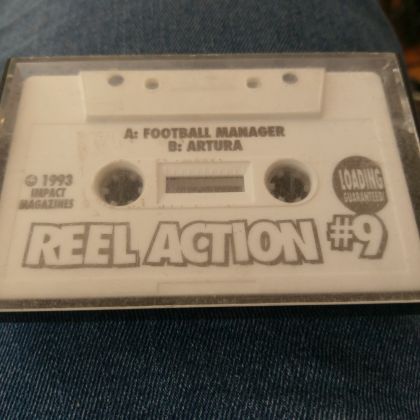 A: FOOTBALL MANAGER
B: ARTURA
© 1993
IMPACT
MAGAZINES
LOADING
GUARANTEED!
REEL ACTION #9